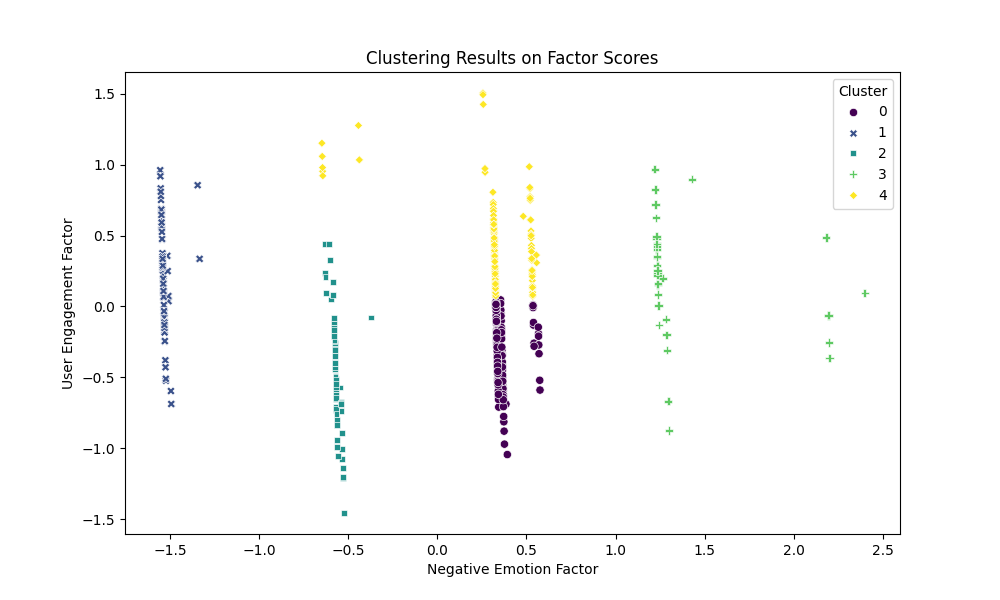 Clustering Results on Factor Scores
Cluster
0
1
2
3
4
User Engagement Factor
1.5
1.0
0.5
0.0
−0.5
−1.0
−1.5
−1.5 −1.0 −0.5 0.0 0.5 1.0 1.5 2.0 2.5
Negative Emotion Factor